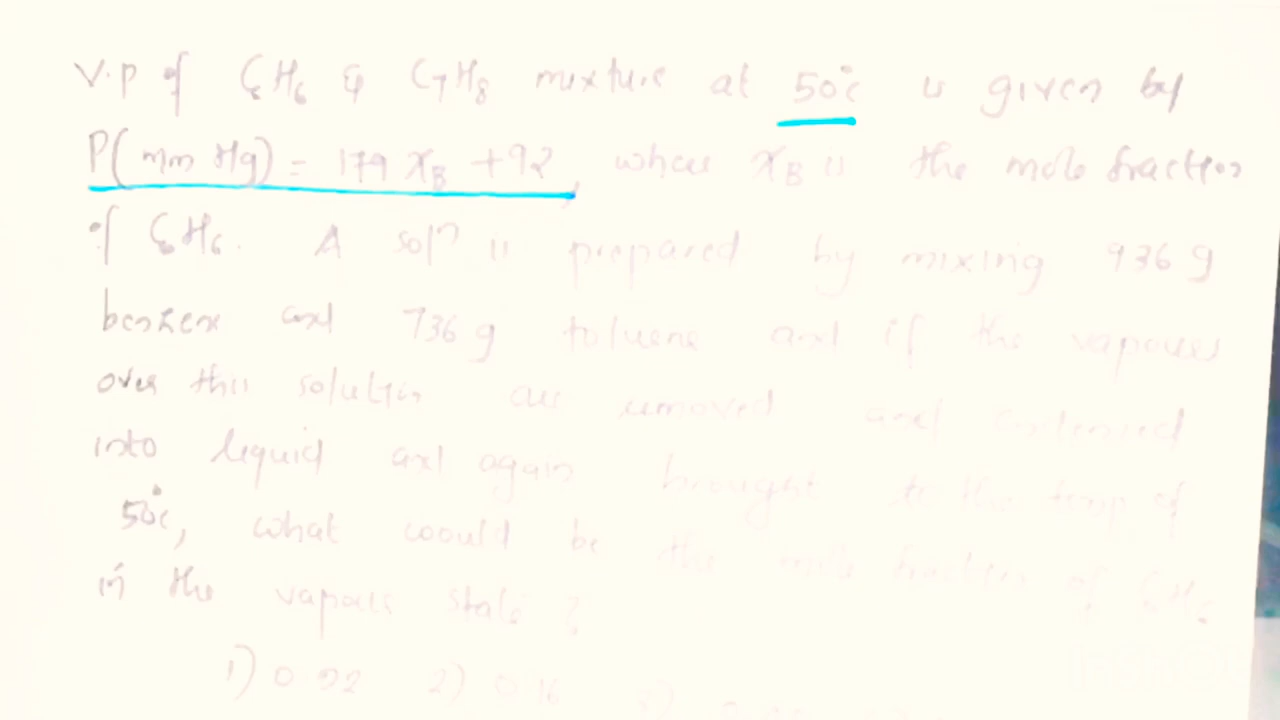 V.P of C6H6 & C7H8 mixture at 50°C is given by
P(mm Hg) = 179 XB + 92, where XB is the mole fraction
of C6H6. A soln is prepared by mixing 936 g
benzene and 736 g toluene and if the vapours
over this solution are removed and condensed
into liquid and again brought to the temp of
50°C, what would be the mole fraction of C6H6
in the vapour state ?
1) 0.92 2) 0.16